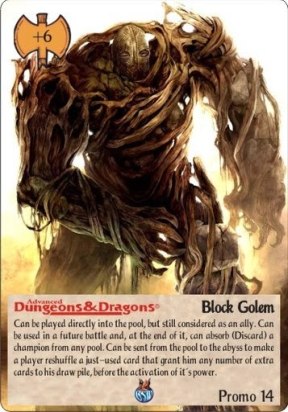 +6
Advanced
Dungeons&Dragons®
Block Golem
Can be played directly into the pool, but still considered as an ally. Can
be used in a future battle and, at the end of it, can absorb (Discard) a
champion from any pool. Can be sent from the pool to the abyss to make
a player reshuffle a just-used card that grant him any number of extra
cards to his draw pile, before the activation of it´s power.
Promo 14